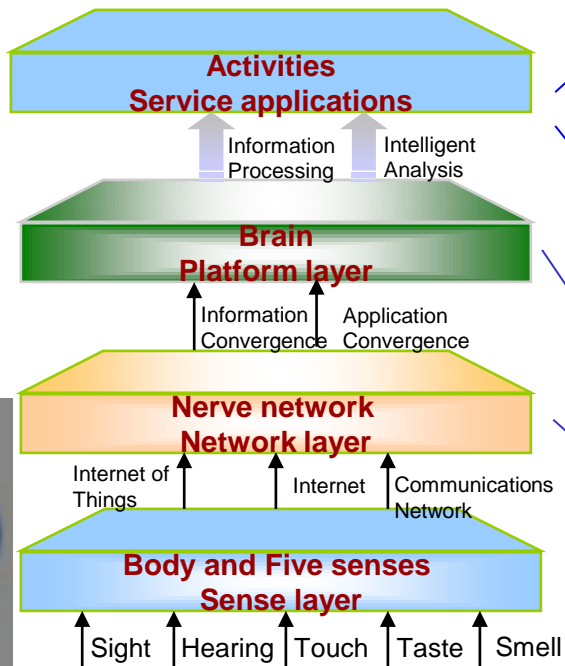 Activities
Service applications
Information
Processing
Intelligent
Analysis
Brain
Platform layer
Information
Convergence
Application
Convergence
Nerve network
Network layer
Internet of
Things
Internet
Communications
Network
Body and Five senses
Sense layer
Sight
Hearing
Touch
Taste
Smell